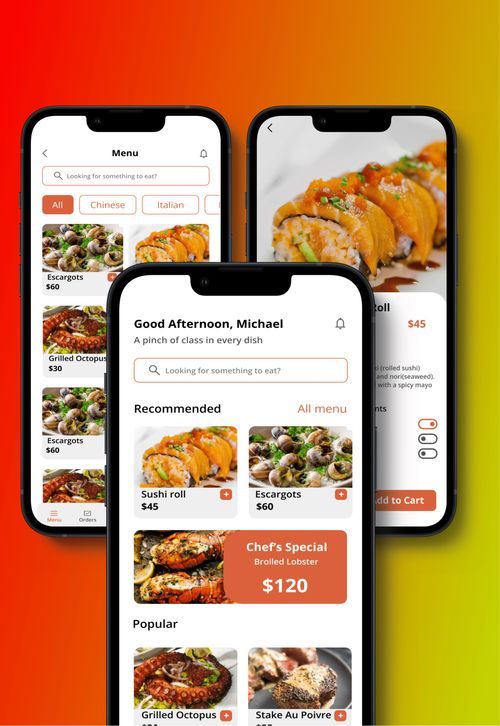 Menu
Looking for something to eat?
All
Chinese
Italian
Escargots
$60
Grilled Octopus
$30
Escargots
$60
Menu
Orders
Roll
$45
(rolled sushi)
and nori(seaweed).
with a spicy mayo
Add to Cart
Good Afternoon, Michael
A pinch of class in every dish
Looking for something to eat?
Recommended
All menu
Sushi roll
$45
Escargots
$60
Chef's Special
Broiled Lobster
$120
Popular
Grilled Octopus
Stake Au Poivre